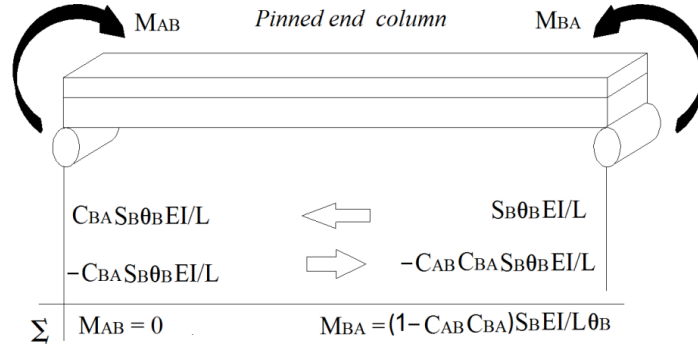 MAB Pinned end column MBA
CBASBθBEI/L SBθBEI/L
−CBASBθBEI/L −CABCBASBθBEI/L
Σ MAB = 0 MBA = (1−CABCBA)SBEI/LθB